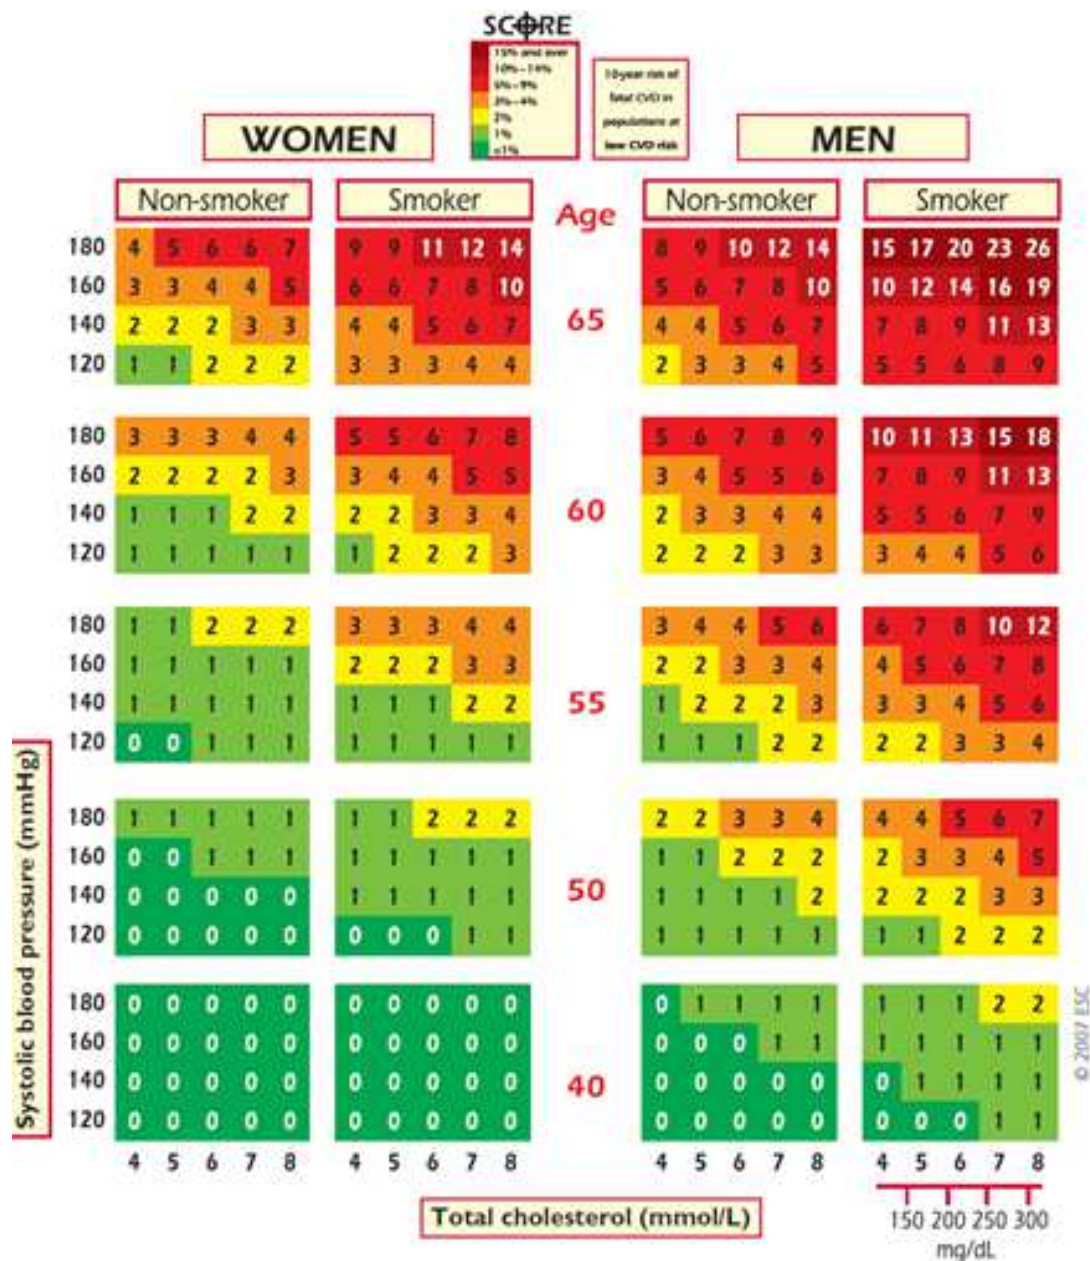 SCORE
15% and over
10%–14%
5%–9%
3%–4%
2%
1%
<1%
10-year risk of
fatal CVD in
populations at
low CVD risk
WOMEN
MEN
Non-smoker Smoker Age Non-smoker Smoker
180 4 5 6 6 7 9 9 11 12 14 8 9 10 12 14 15 17 20 23 26
160 3 3 4 4 5 6 6 7 8 10 5 6 7 8 10 10 12 14 16 19
65
140 2 2 2 3 3 4 4 5 6 7 4 4 5 6 7 7 8 9 11 13
120 1 1 2 2 2 3 3 3 4 4 2 3 3 4 5 5 5 6 8 9
180 3 3 3 4 4 5 5 6 7 8 5 6 7 8 9 10 11 13 15 18
160 2 2 2 2 3 3 4 4 5 5 3 4 5 5 6 7 8 9 11 13
60
140 1 1 1 2 2 2 2 3 3 4 2 3 3 4 4 5 5 6 7 9
120 1 1 1 1 1 1 2 2 2 3 2 2 2 3 3 3 4 4 5 6
180 1 1 2 2 2 3 3 3 4 4 3 4 4 5 6 6 7 8 10 12
160 1 1 1 1 1 2 2 2 3 3 2 2 3 3 4 4 5 6 7 8
55
140 1 1 1 1 1 1 1 1 2 2 1 2 2 2 3 3 3 4 5 6
120 0 0 1 1 1 1 1 1 1 1 1 1 1 2 2 2 2 3 3 4
180 1 1 1 1 1 1 1 2 2 2 2 2 3 3 4 4 4 5 6 7
160 0 0 1 1 1 1 1 1 1 1 1 1 2 2 2 2 3 3 4 5
50
140 0 0 0 0 0 1 1 1 1 1 1 1 1 1 2 2 2 2 3 3
120 0 0 0 0 0 0 0 0 1 1 1 1 1 1 1 1 1 2 2 2
180 0 0 0 0 0 0 0 0 0 0 0 1 1 1 1 1 1 1 2 2
160 0 0 0 0 0 0 0 0 0 0 0 0 0 1 1 1 1 1 1 1
40
140 0 0 0 0 0 0 0 0 0 0 0 0 0 0 0 0 1 1 1 1
120 0 0 0 0 0 0 0 0 0 0 0 0 0 0 0 0 0 0 1 1
4 5 6 7 8 4 5 6 7 8 4 5 6 7 8 4 5 6 7 8
Systolic blood pressure (mmHg)
Total cholesterol (mmol/L)
150 200 250 300
mg/dL
© 2007 ESC